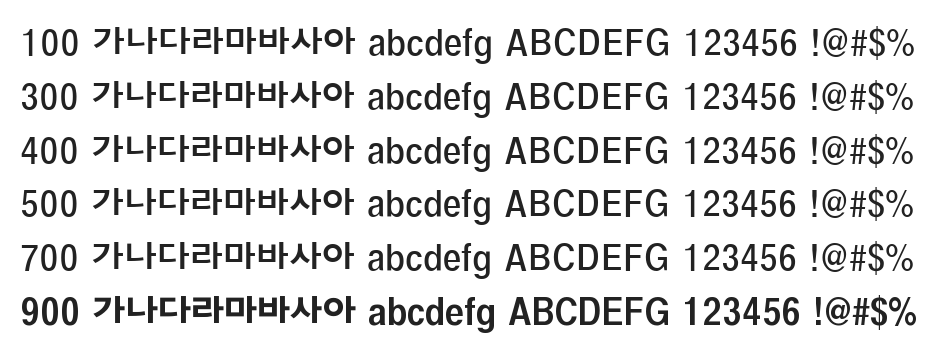 100 가나다라마바사아 abcdefg ABCDEFG 123456 !@#$%
300 가나다라마바사아 abcdefg ABCDEFG 123456 !@#$%
400 가나다라마바사아 abcdefg ABCDEFG 123456 !@#$%
500 가나다라마바사아 abcdefg ABCDEFG 123456 !@#$%
700 가나다라마바사아 abcdefg ABCDEFG 123456 !@#$%
900 가나다라마바사아 abcdefg ABCDEFG 123456 !@#$%